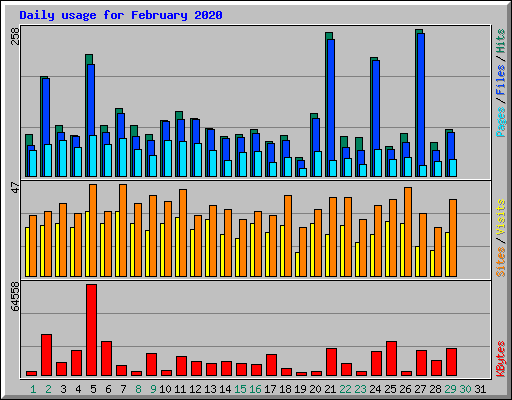 Daily usage for February 2020
258
Pages / Files / Hits
47
Sites / Visits
64558
KBytes
1 2 3 4 5 6 7 8 9 10 11 12 13 14 15 16 17 18 19 20 21 22 23 24 25 26 27 28 29 30 31